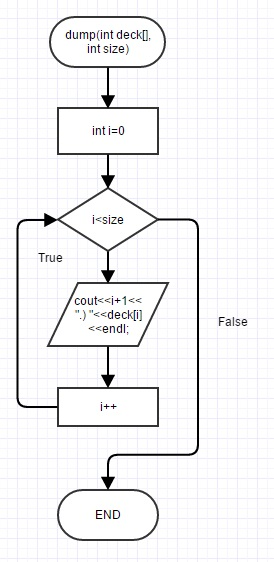 dump(int deck[],
int size)
int i=0
i<size
True
cout<<i+1<<
".) "<<deck[i]
<<endl;
False
i++
END